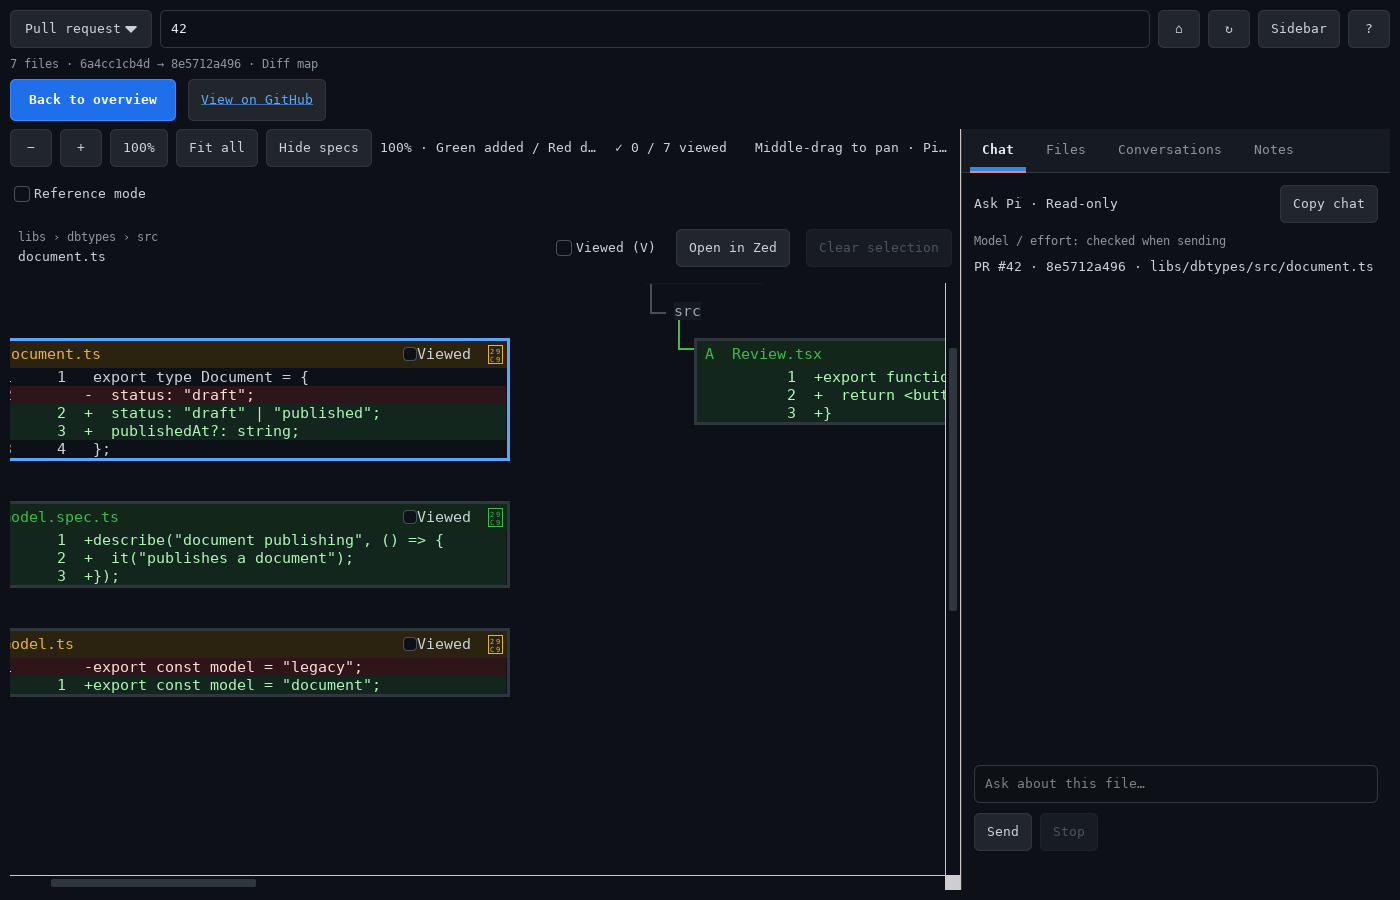 Pull request
42
⌂
↻
Sidebar
?
7 files · 6a4cc1cb4d → 8e5712a496 · Diff map
Back to overview
View on GitHub
−
+
100%
Fit all
Hide specs
100% · Green added / Red d…
✓ 0 / 7 viewed
Middle-drag to pan · Pi…
Reference mode
libs › dbtypes › src
document.ts
Viewed (V)
Open in Zed
Clear selection
src
ocument.ts
Viewed
1 export type Document = {
- status: "draft";
2 + status: "draft" | "published";
3 + publishedAt?: string;
4 };
A Review.tsx
1 +export functio
2 + return <butt
3 +}
odel.spec.ts
Viewed
1 +describe("document publishing", () => {
2 + it("publishes a document");
3 +});
odel.ts
Viewed
-export const model = "legacy";
1 +export const model = "document";
Chat
Files
Conversations
Notes
Ask Pi · Read-only
Copy chat
Model / effort: checked when sending
PR #42 · 8e5712a496 · libs/dbtypes/src/document.ts
Ask about this file…
Send
Stop